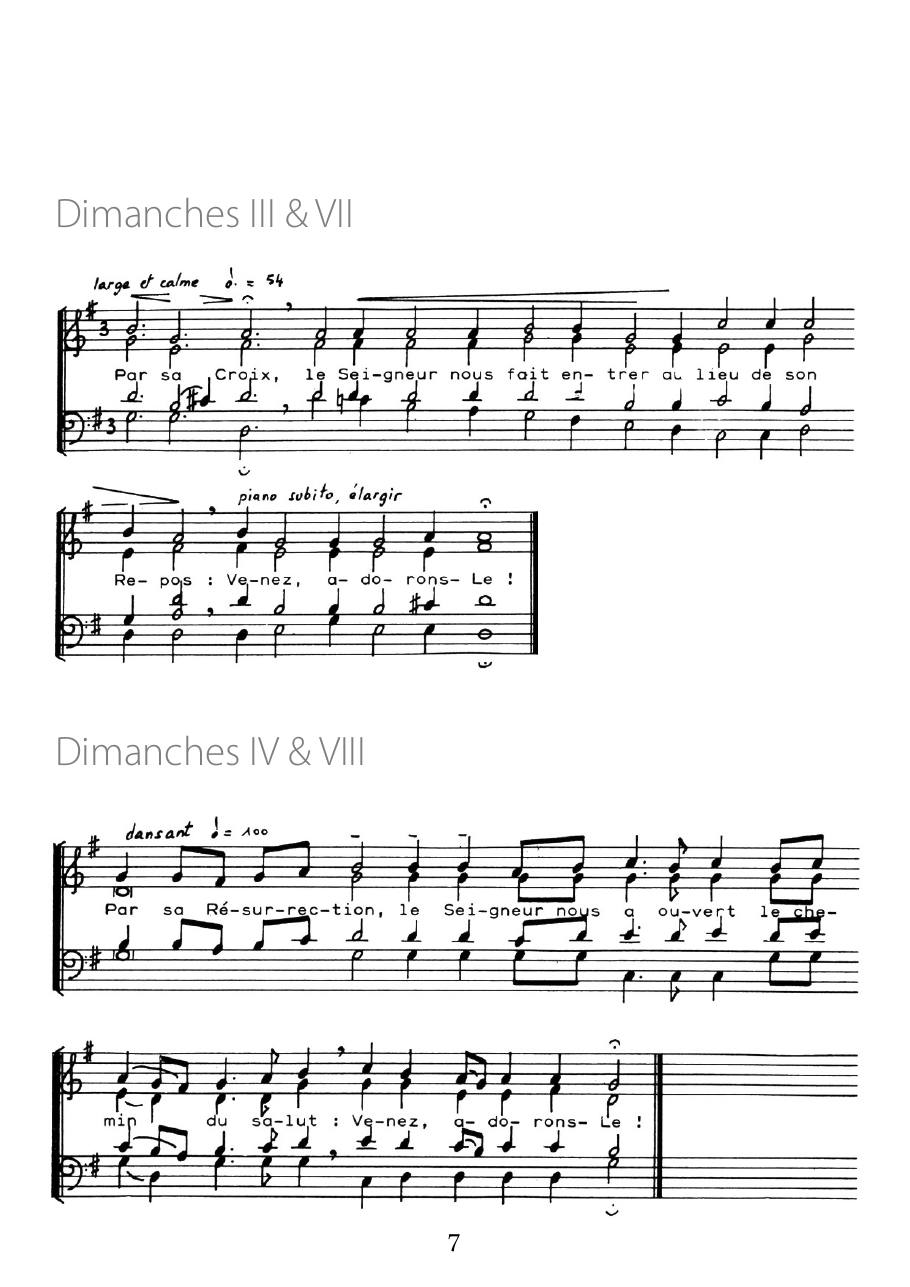 Dimanches III & VII
large et calme = 54
3
Par sa Croix, le Sei-gneur nous fait en- trer au lieu de son
3
piano subito, élargir
Re- pos : Ve-nez, a- do- rons- Le !
Dimanches IV & VIII
dansant = 100
Par sa Ré-sur-rec-tion, le Sei-gneur nous a ou-vert le che-
min du sa-lut : Ve-nez, a- do- rons- Le !
7